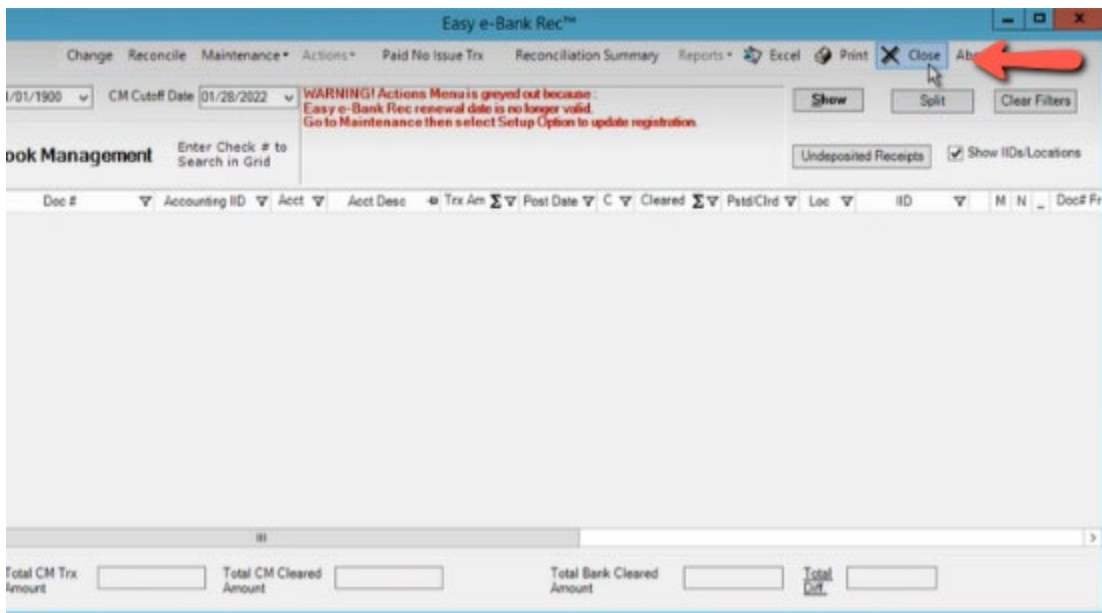 Easy e-Bank Rec™
Change Reconcile Maintenance Actions Paid No Issue Trx Reconciliation Summary Reports Excel Print Close Ab
/01/1900 CM Cutoff Date 01/28/2022
WARNING! Actions Menu is greyed out because :
Easy e-Bank Rec renewal date is no longer valid.
Go to Maintenance then select Setup Option to update registration.
Show Split Clear Filters
ook Management
Enter Check # to
Search in Grid
Undeposited Receipts Show IIDs/Locations
Doc # Accounting IID Acct Acct Desc Trx Am Σ Post Date C Cleared Σ Pstd/Clrd Loc IID M N _ Doc# Fr
Total CM Trx
Amount
Total CM Cleared
Amount
Total Bank Cleared
Amount
Total
Diff.